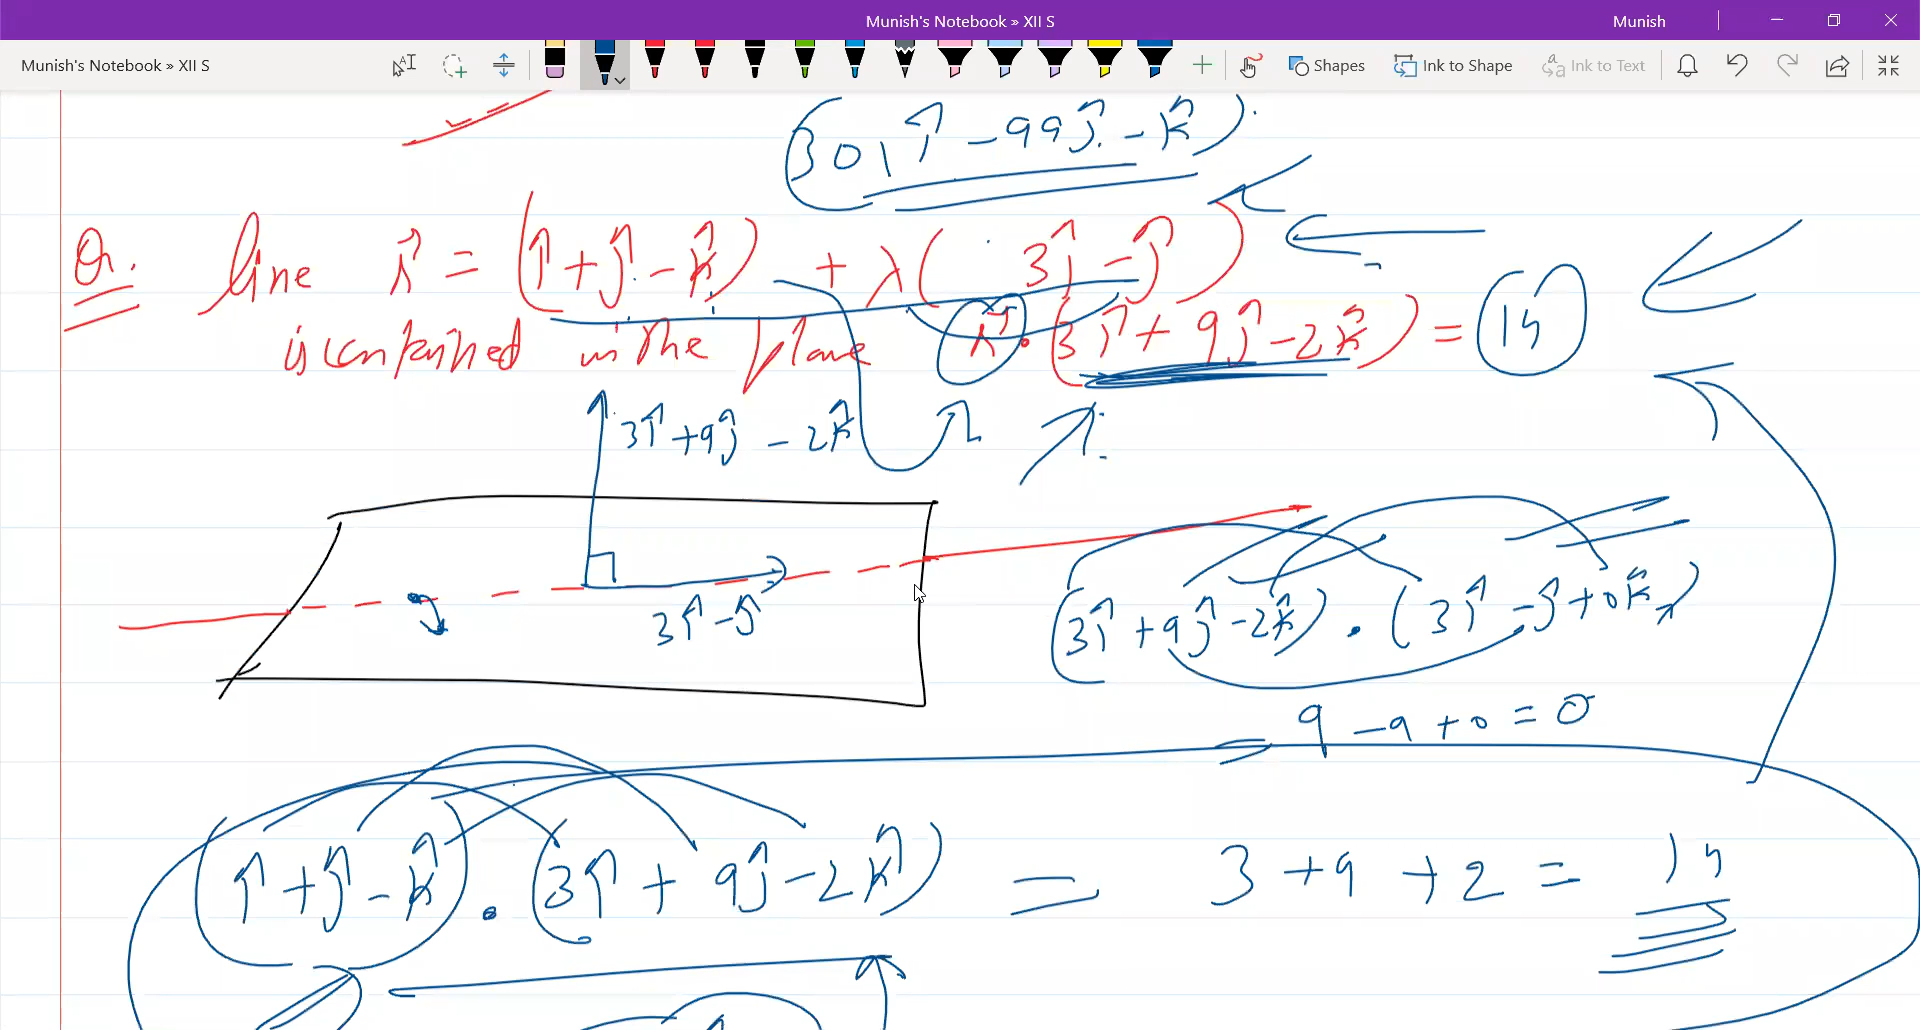 Munish's Notebook » XII S
Munish
Munish's Notebook » XII S
Shapes
Ink to Shape
Ink to Text
(301î - 99ĵ - k̂).
Q. line r⃗ = (î + ĵ - k̂) + λ( 3î - ĵ )
is contained in the plane r⃗ . (3î + 9ĵ - 2k̂) = 14
3î + 9ĵ - 2k̂
3î - ĵ
(3î + 9ĵ - 2k̂) . (3î - ĵ + 0k̂)
9 - 9 + 0 = 0
(î + ĵ - k̂) . (3î + 9ĵ - 2k̂) = 3 + 9 + 2 = 14